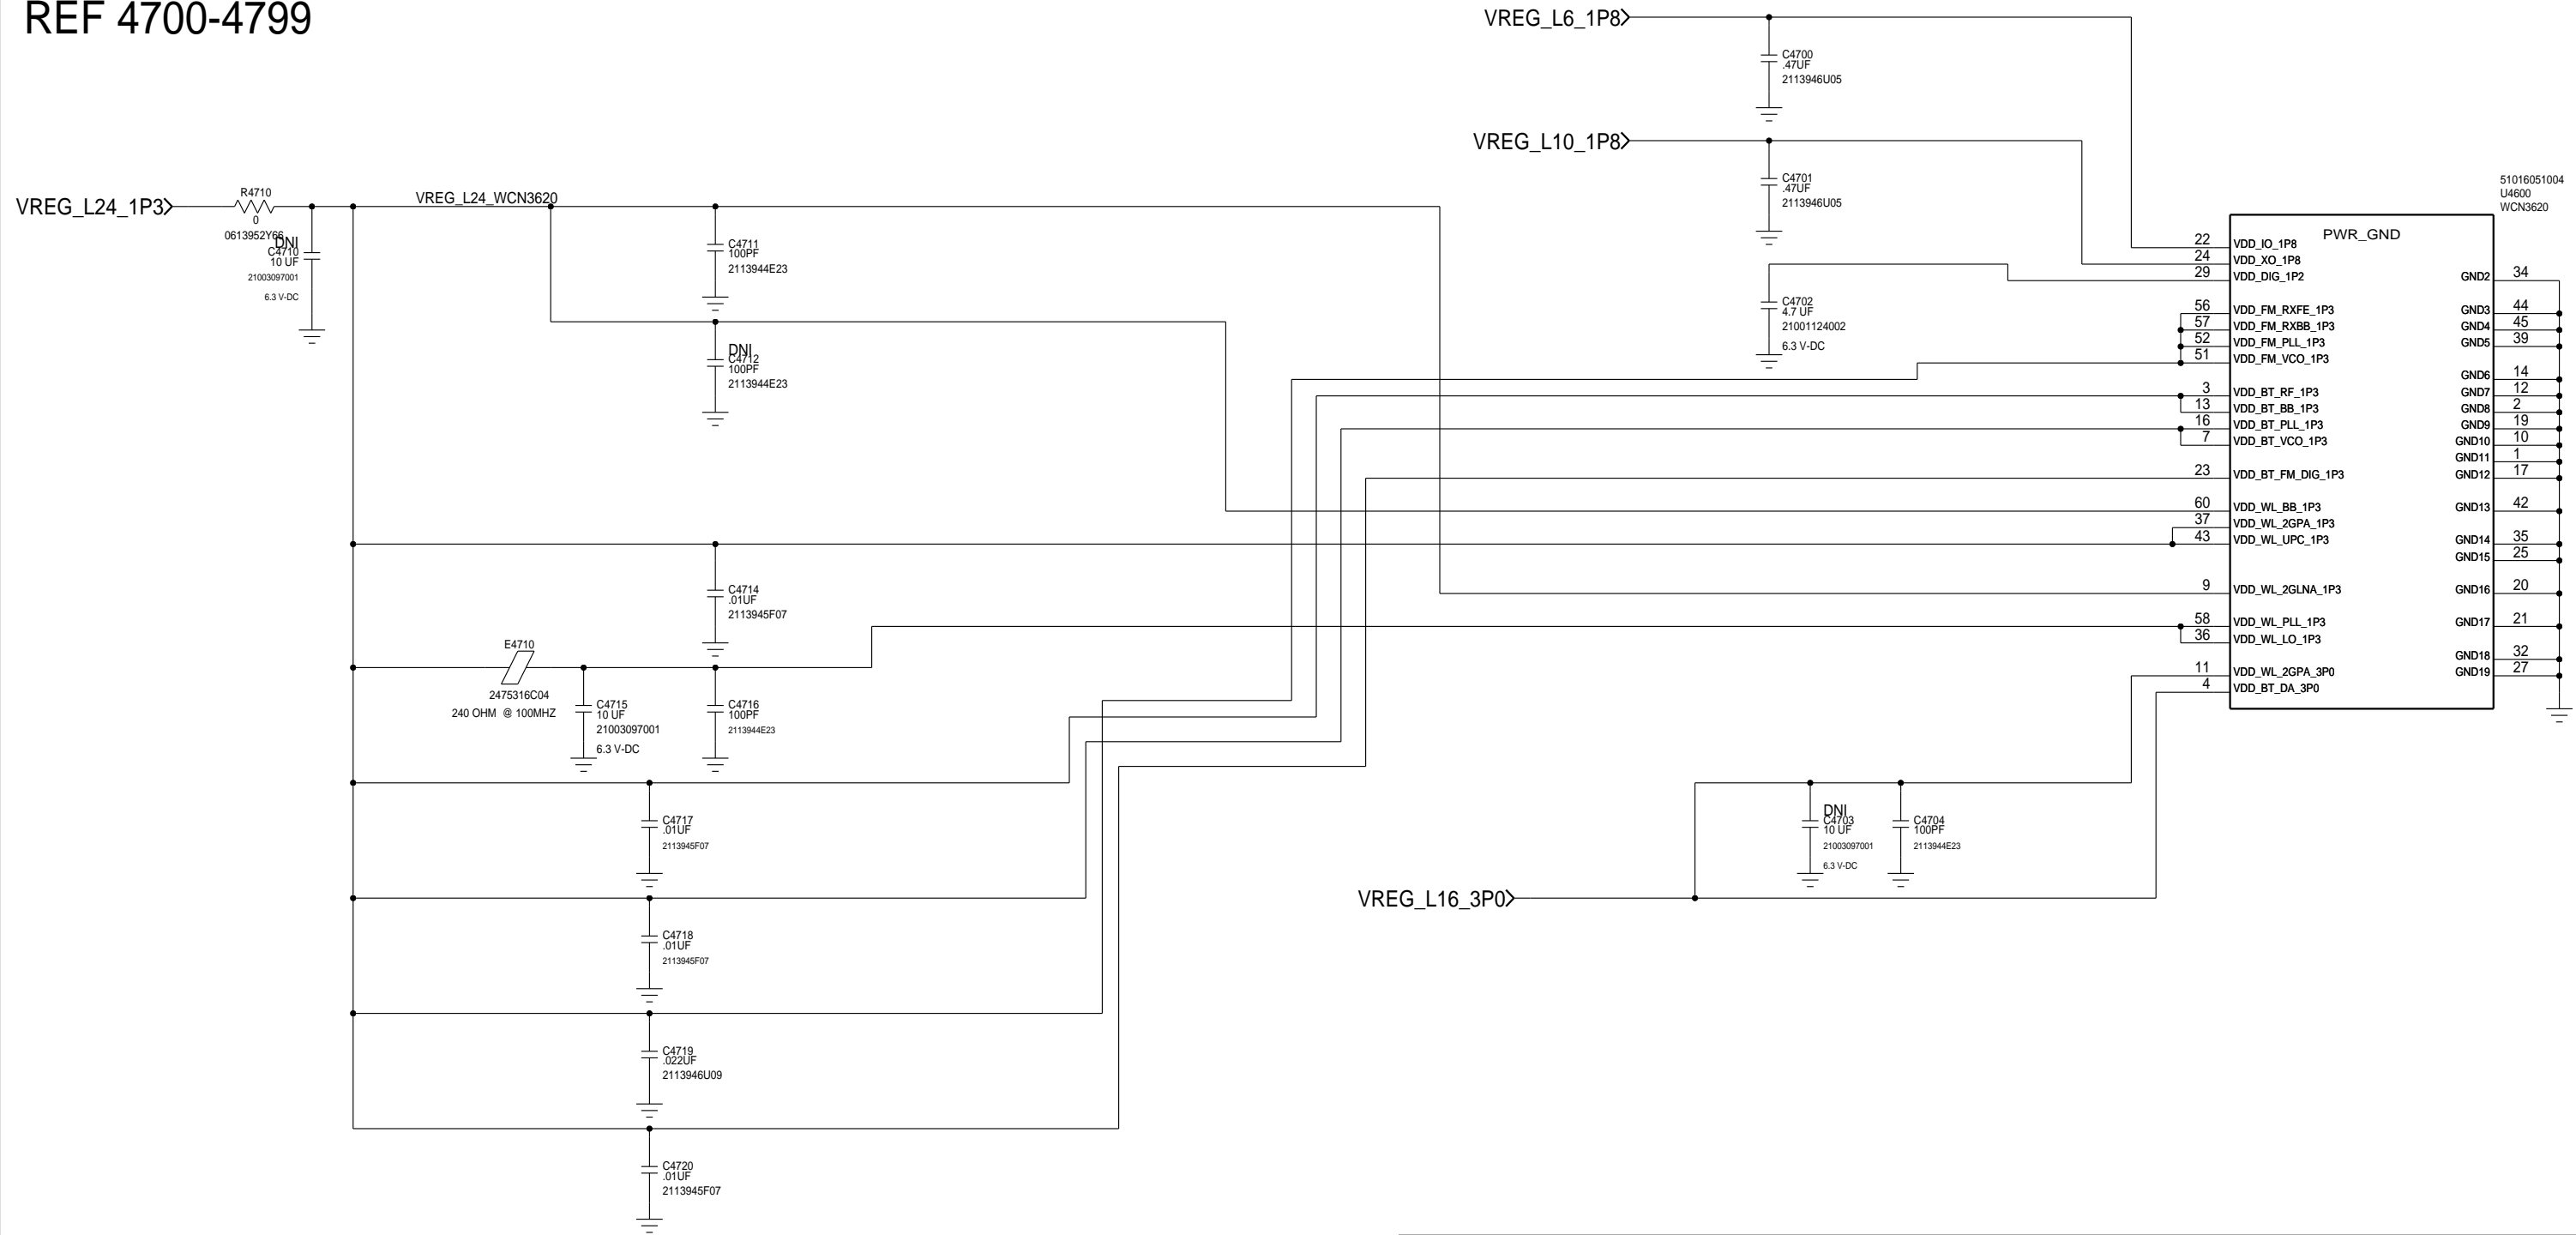 REF 4700-4799
VREG_L6_1P8
C4700
.47UF
2113946U05
VREG_L10_1P8
C4701
.47UF
2113946U05
VREG_L24_1P3
R4710
0
0613952Y66
DNI
C4710
10 UF
21003097001
6.3 V-DC
VREG_L24_WCN3620
C4711
100PF
2113944E23
DNI
C4712
100PF
2113944E23
C4702
4.7 UF
21001124002
6.3 V-DC
C4714
.01UF
2113945F07
E4710
2475316C04
240 OHM @ 100MHZ
C4715
10 UF
21003097001
6.3 V-DC
C4716
100PF
2113944E23
C4717
.01UF
2113945F07
C4718
.01UF
2113945F07
C4719
.022UF
2113946U09
C4720
.01UF
2113945F07
DNI
C4703
10 UF
21003097001
6.3 V-DC
C4704
100PF
2113944E23
VREG_L16_3P0
51016051004
U4600
WCN3620
PWR_GND
22 VDD_IO_1P8
24 VDD_XO_1P8
29 VDD_DIG_1P2
56 VDD_FM_RXFE_1P3
57 VDD_FM_RXBB_1P3
52 VDD_FM_PLL_1P3
51 VDD_FM_VCO_1P3
3 VDD_BT_RF_1P3
13 VDD_BT_BB_1P3
16 VDD_BT_PLL_1P3
7 VDD_BT_VCO_1P3
23 VDD_BT_FM_DIG_1P3
60 VDD_WL_BB_1P3
37 VDD_WL_2GPA_1P3
43 VDD_WL_UPC_1P3
9 VDD_WL_2GLNA_1P3
58 VDD_WL_PLL_1P3
36 VDD_WL_LO_1P3
11 VDD_WL_2GPA_3P0
4 VDD_BT_DA_3P0
GND2 34
GND3 44
GND4 45
GND5 39
GND6 14
GND7 12
GND8 2
GND9 19
GND10 10
GND11 1
GND12 17
GND13 42
GND14 35
GND15 25
GND16 20
GND17 21
GND18 32
GND19 27